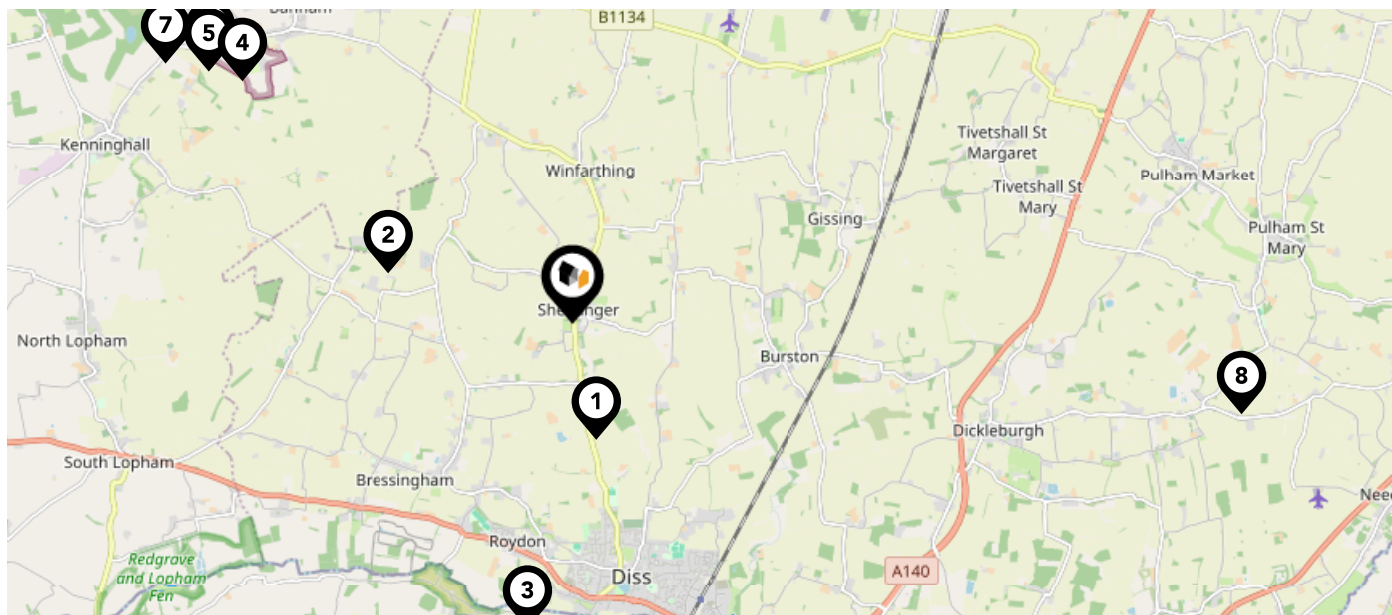 B1134
7
5
4
Kenninghall
Winfarthing
Tivetshall St
Margaret
Tivetshall St
Mary
Pulham Market
Gissing
Pulham St
Mary
2
North Lopham
Burston
8
1
Dickleburgh
South Lopham
Bressingham
Roydon
Redgrave
and Lopham
Fen
3
Diss
A140